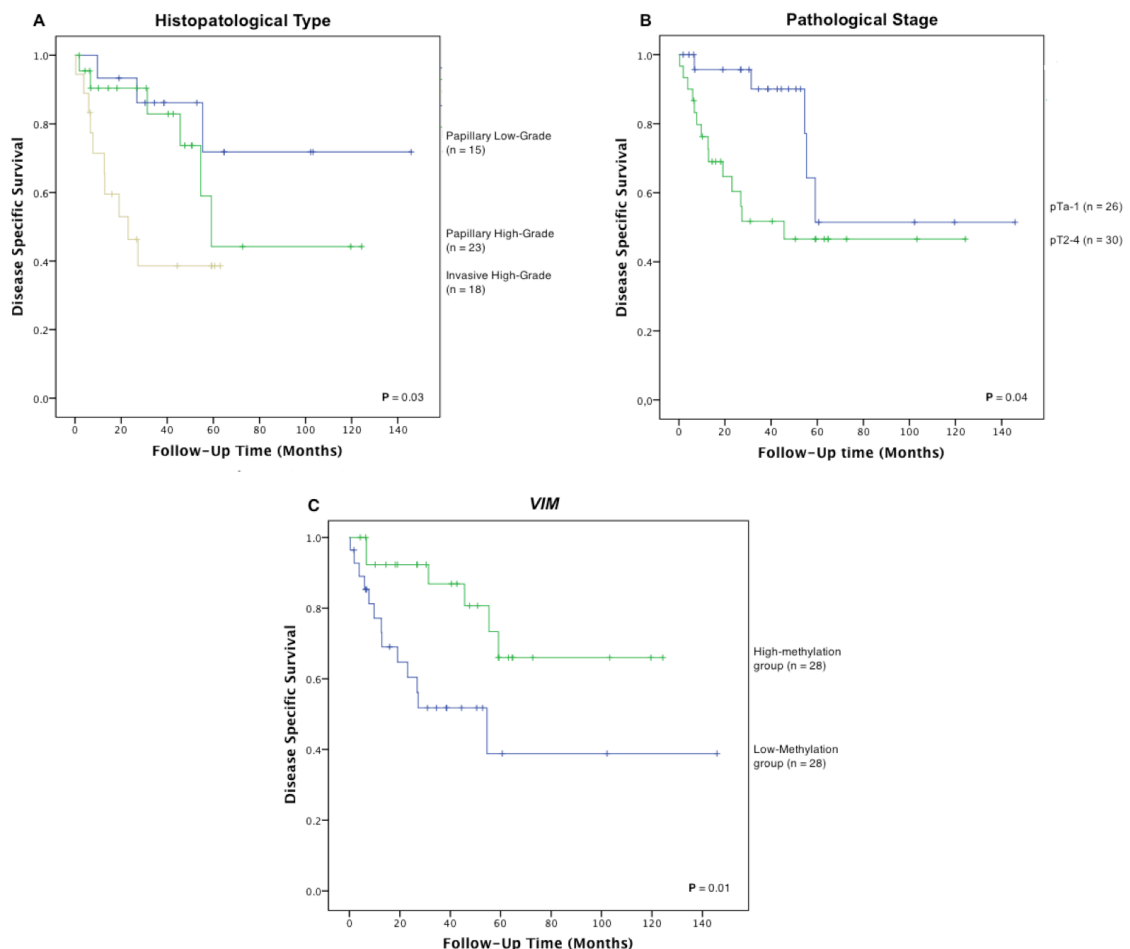 A
Histopatological Type
Disease Specific Survival
1.0
0.8
0.6
0.4
0.2
0.0
0 20 40 60 80 100 120 140
Follow-Up Time (Months)
Papillary Low-Grade
(n = 15)
Papillary High-Grade
(n = 23)
Invasive High-Grade
(n = 18)
P = 0.03
B
Pathological Stage
Disease Specific Survival
1.0
0.8
0.6
0.4
0.2
0,0
0 20 40 60 80 100 120 140
Follow-Up time (Months)
pTa-1 (n = 26)
pT2-4 (n = 30)
P = 0.04
C
VIM
Disease Specific Survival
1.0
0.8
0.6
0.4
0.2
0.0
0 20 40 60 80 100 120 140
Follow-Up Time (Months)
High-methylation
group (n = 28)
Low-Methylation
group (n = 28)
P = 0.01